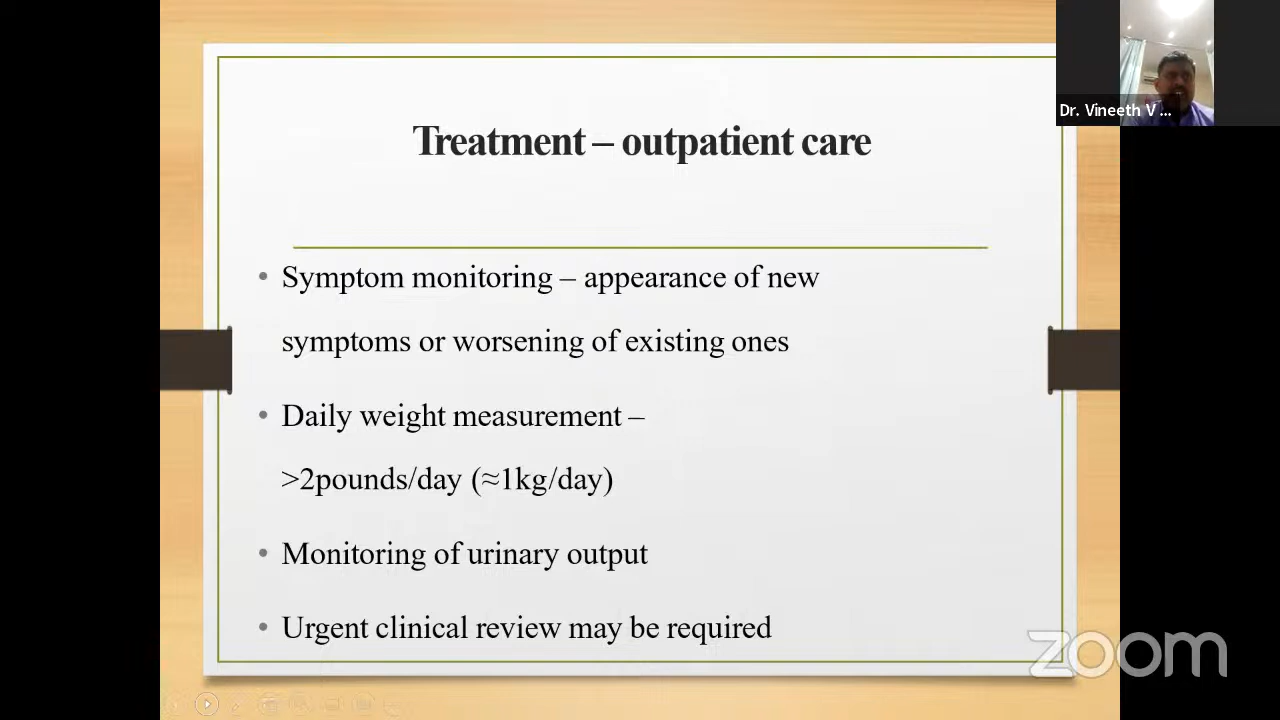 Dr. Vineeth V ...
Treatment – outpatient care
• Symptom monitoring – appearance of new
symptoms or worsening of existing ones
• Daily weight measurement –
>2pounds/day (≈1kg/day)
• Monitoring of urinary output
• Urgent clinical review may be required
zoom